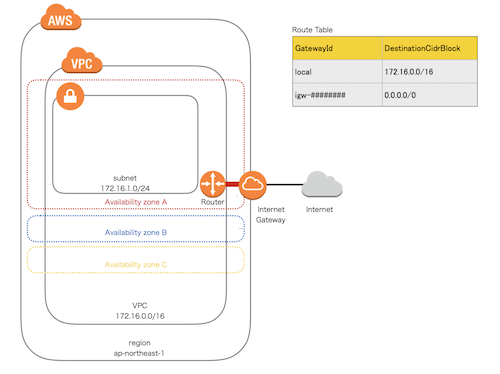 AWS
VPC
subnet
172.16.1.0/24
Availability zone A
Router
Internet
Gateway
Internet
Availability zone B
Availability zone C
VPC
172.16.0.0/16
region
ap-northeast-1
Route Table
GatewayId DestinationCidrBlock
local 172.16.0.0/16
igw-######## 0.0.0.0/0